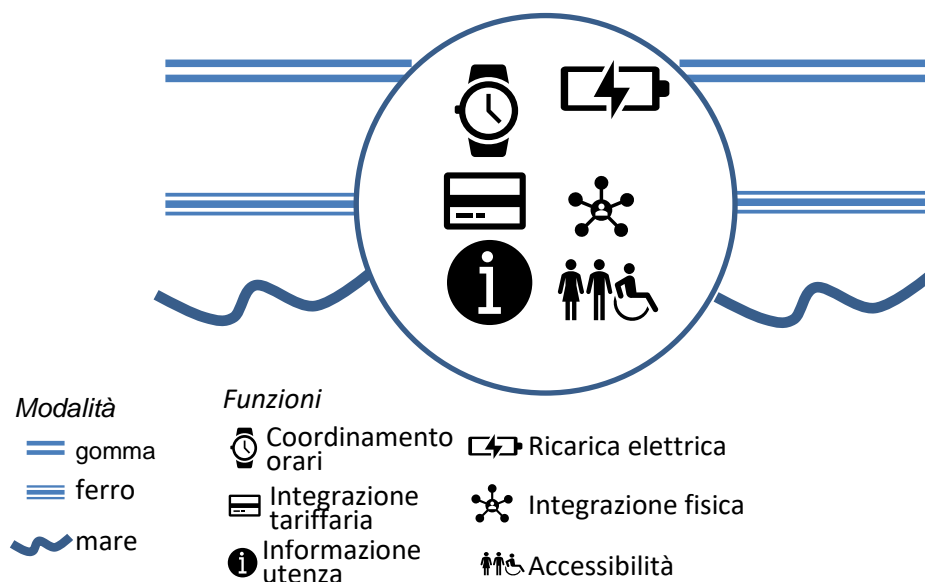 Modalità
gomma
ferro
mare
Funzioni
Coordinamento
orari
Integrazione
tariffaria
Informazione
utenza
Ricarica elettrica
Integrazione fisica
Accessibilità